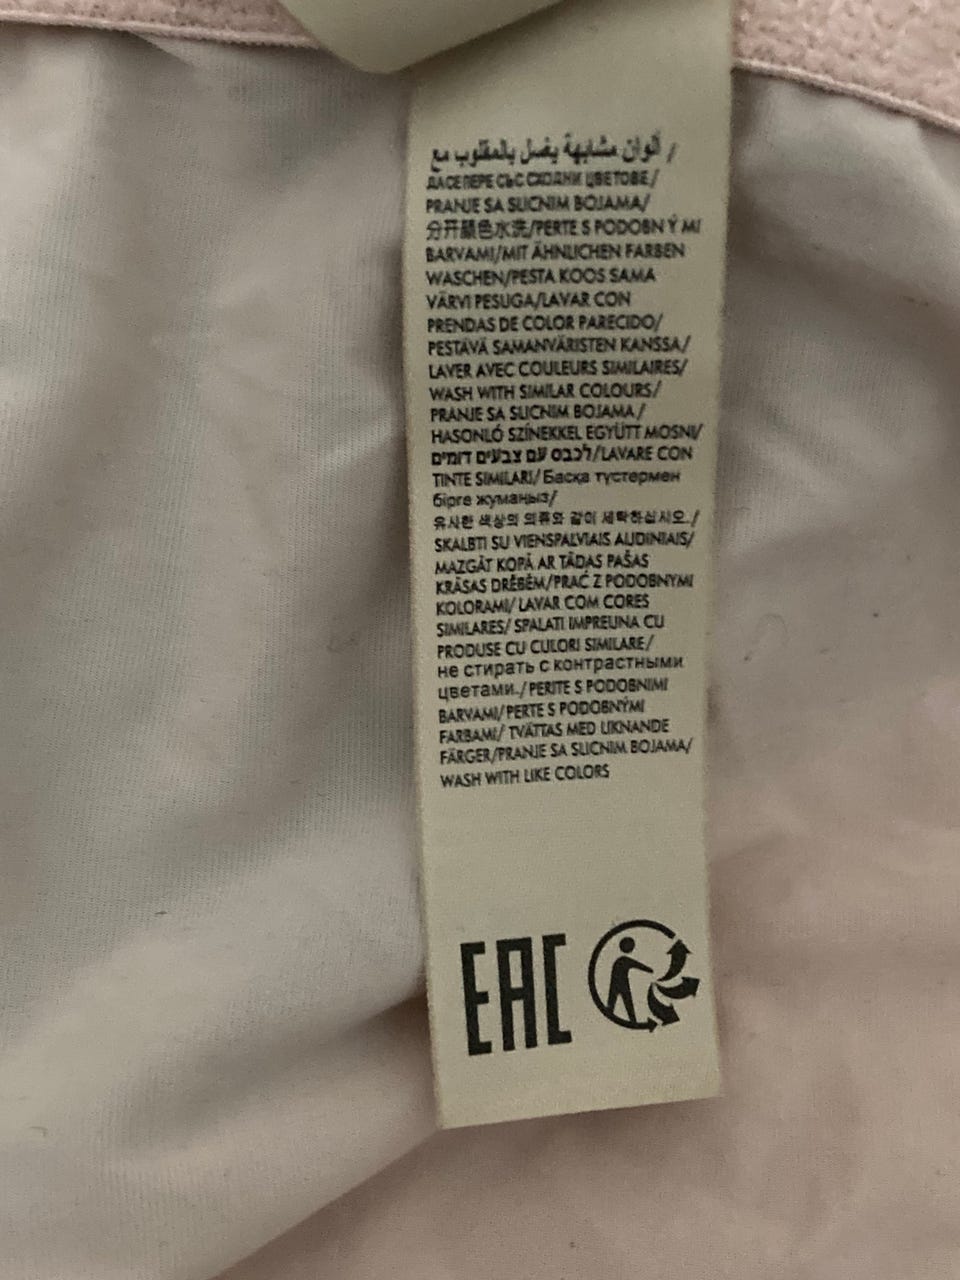 ألوان مشابهة يغسل بالمقلوب مع /
ДА СЕ ПЕРЕ СЪС СХОДНИ ЦВЕТОВЕ/
PRANJE SA SLICNIM BOJAMA/
分开顏色水洗/PERTE S PODOBN Ý MI
BARVAMI/MIT ÄHNLICHEN FARBEN
WASCHEN/PESTA KOOS SAMA
VÄRVI PESUGA/LAVAR CON
PRENDAS DE COLOR PARECIDO/
PESTÄVÄ SAMANVÄRISTEN KANSSA/
LAVER AVEC COULEURS SIMILAIRES/
WASH WITH SIMILAR COLOURS/
PRANJE SA SLICNIM BOJAMA/
HASONLÓ SZÍNEKKEL EGYÜTT MOSNI/
לכבס עם צבעים דומים/LAVARE CON
TINTE SIMILARI/Басқа түстермен
бірге жуманыз/
유사한 색상의 의류와 같이 세탁하십시오./
SKALBTI SU VIENSPALVIAIS AUDINIAIS/
MAZGĀT KOPĀ AR TĀDAS PAŠAS
KRĀSAS DRĒBĒM/PRAĆ Z PODOBNYMI
KOLORAMI/ LAVAR COM CORES
SIMILARES/ SPALATI IMPREUNA CU
PRODUSE CU CULORI SIMILARE/
не стирать с контрастными
цветами./PERITE S PODOBNIMI
BARVAMI/PERTE S PODOBNÝMI
FARBAMI/ TVÄTTAS MED LIKNANDE
FÄRGER/PRANJE SA SLICNIM BOJAMA/
WASH WITH LIKE COLORS
EAC